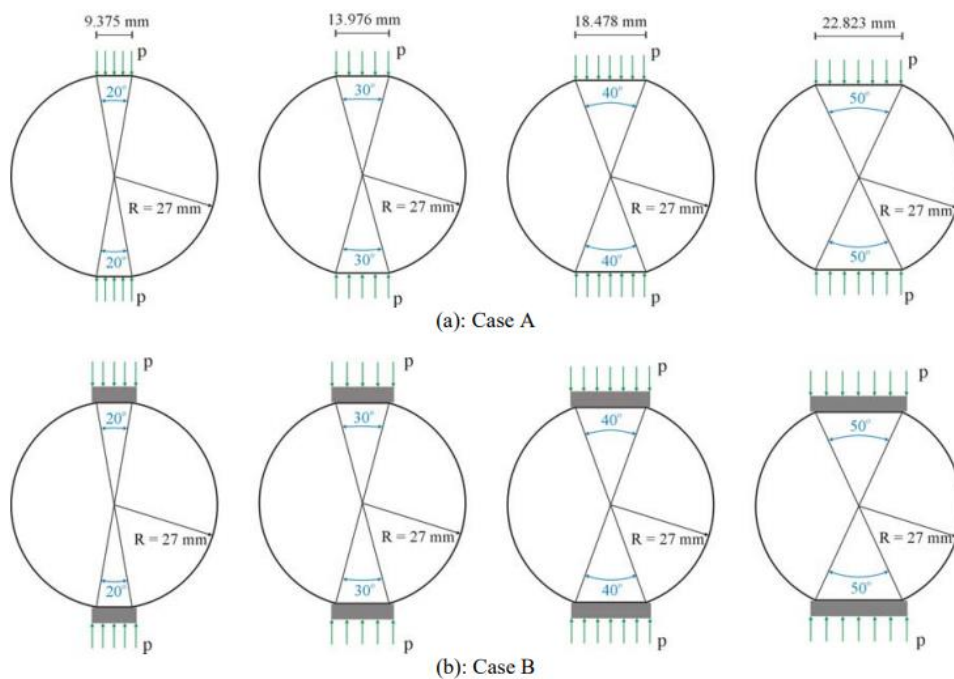 9.375 mm 13.976 mm 18.478 mm 22.823 mm
p p p p
20° 30° 40° 50°
R = 27 mm R = 27 mm R = 27 mm R = 27 mm
20° 30° 40° 50°
p p p p
(a): Case A
p p p p
20° 30° 40° 50°
R = 27 mm R = 27 mm R = 27 mm R = 27 mm
20° 30° 40° 50°
p p p p
(b): Case B